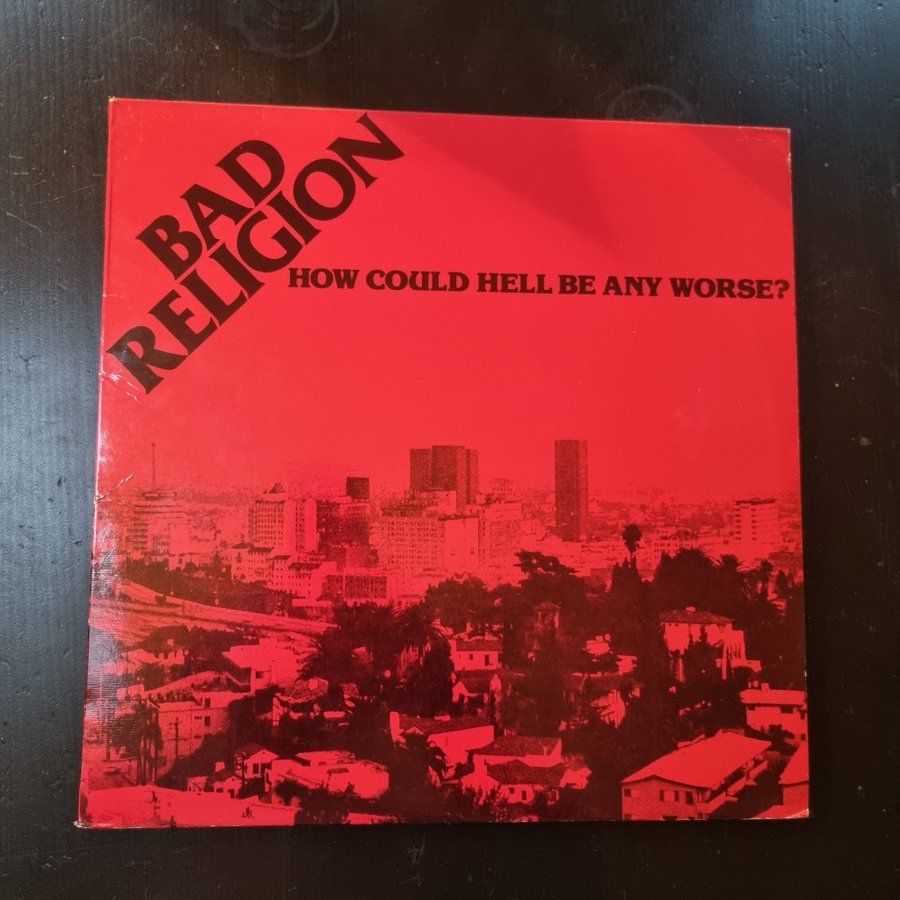 BAD
RELIGION
HOW COULD HELL BE ANY WORSE?